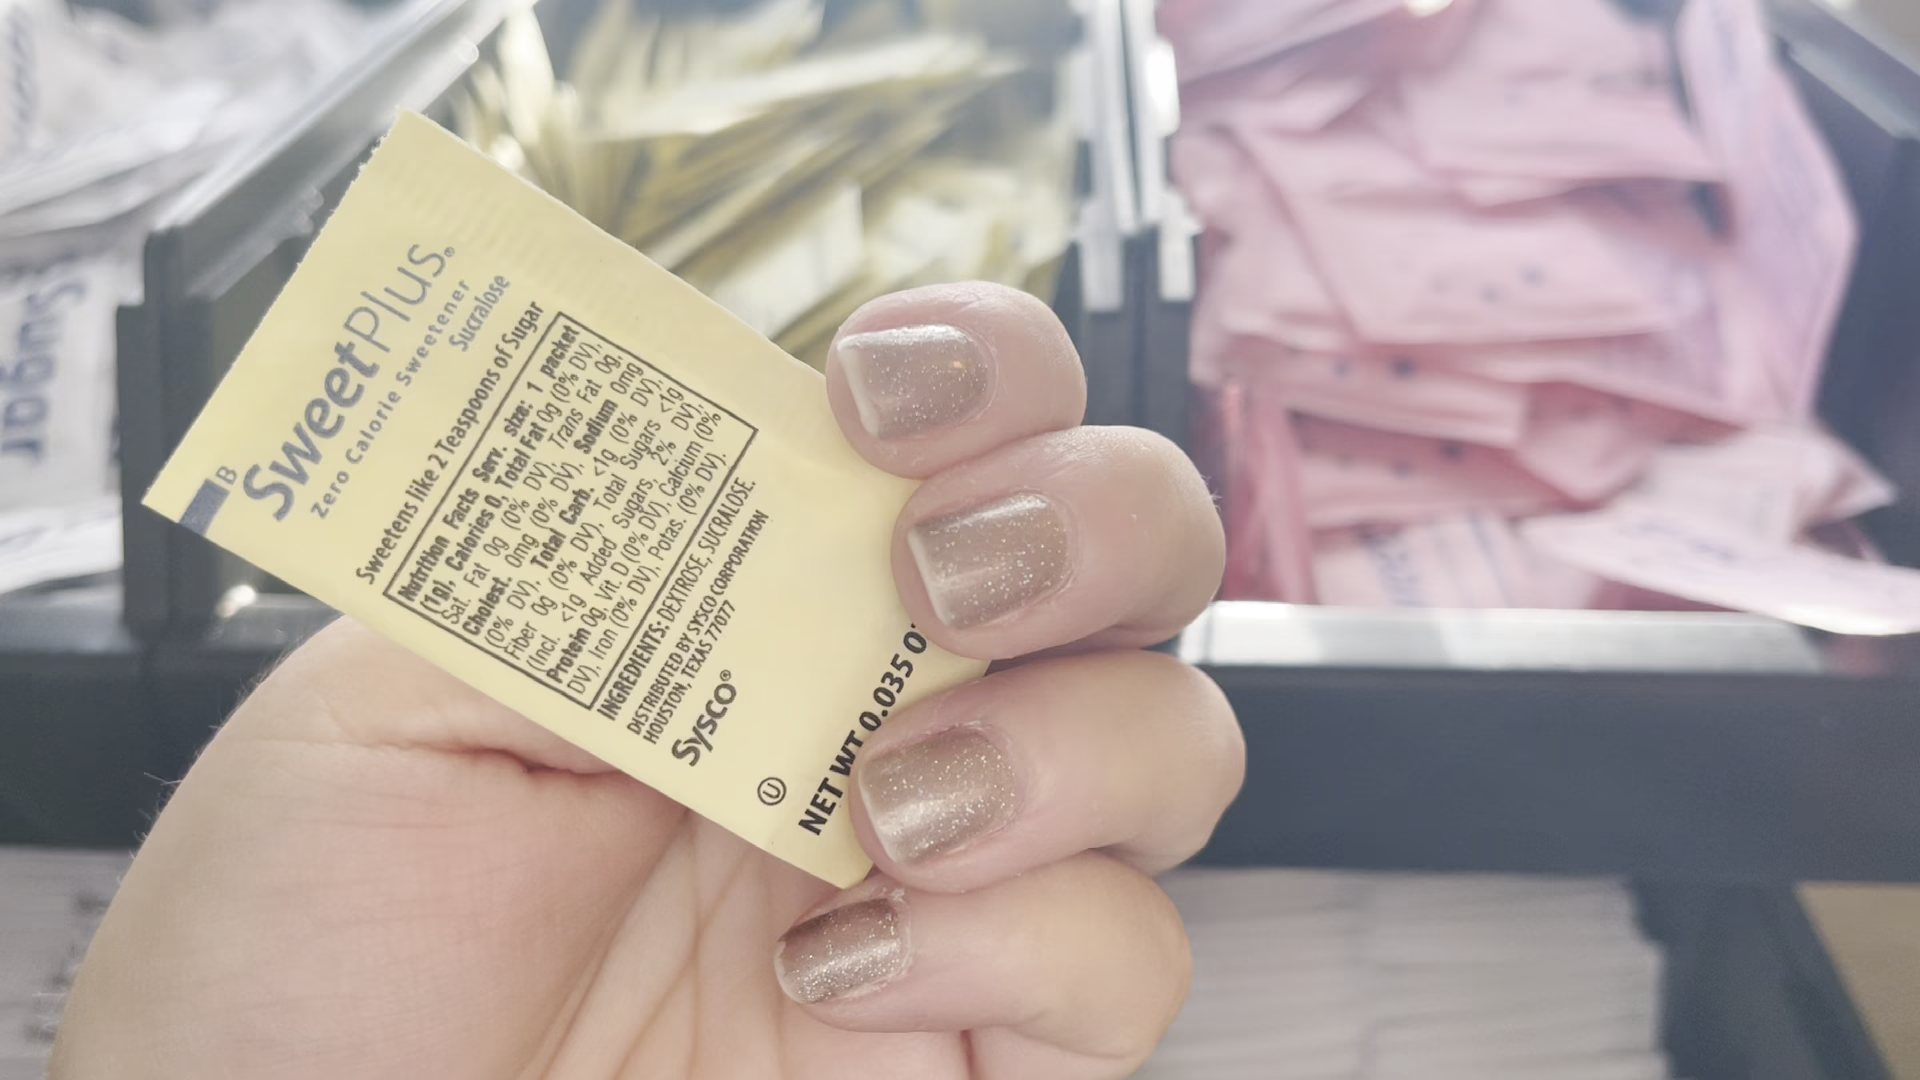 B
SweetPlus®
Zero Calorie Sweetener
Sucralose
Sweetens like 2 Teaspoons of Sugar
Nutrition Facts Serv. size: 1 packet
(1g), Calories 0, Total Fat 0g (0% DV),
Sat. Fat 0g (0% DV), Trans Fat 0g,
Cholest. 0mg (0% DV), Sodium 0mg
(0% DV), Total Carb. <1g (0% DV),
Fiber 0g (0% DV), Total Sugars <1g
(Incl. <1g Added Sugars, 2% DV),
Protein 0g, Vit. D (0% DV), Calcium (0%
DV), Iron (0% DV), Potas. (0% DV).
INGREDIENTS: DEXTROSE, SUCRALOSE.
DISTRIBUTED BY SYSCO CORPORATION
HOUSTON, TEXAS 77077
Sysco®
U
NET WT 0.035
Sugar